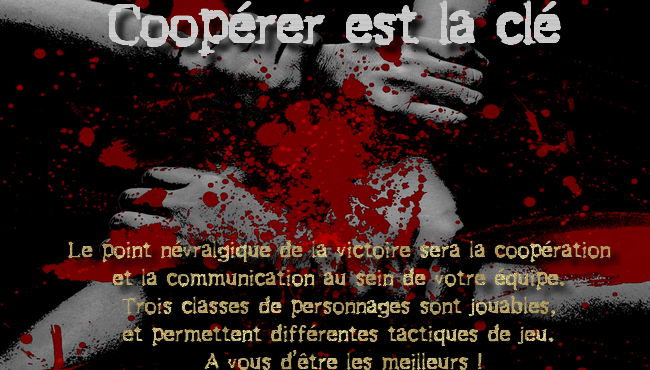 Coopérer est la clé
Le point névralgique de la victoire sera la coopération
et la communication au sein de votre équipe.
Trois classes de personnages sont jouables,
et permettent différentes tactiques de jeu.
A vous d'être les meilleurs !